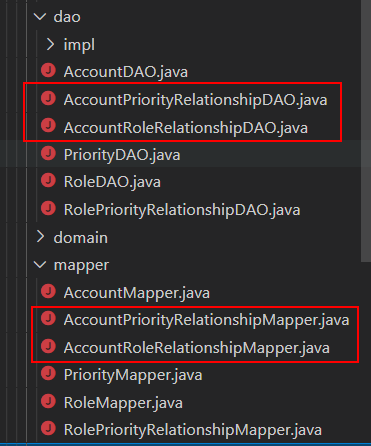 dao
impl
AccountDAO.java
AccountPriorityRelationshipDAO.java
AccountRoleRelationshipDAO.java
PriorityDAO.java
RoleDAO.java
RolePriorityRelationshipDAO.java
domain
mapper
AccountMapper.java
AccountPriorityRelationshipMapper.java
AccountRoleRelationshipMapper.java
PriorityMapper.java
RoleMapper.java
RolePriorityRelationshipMapper.java